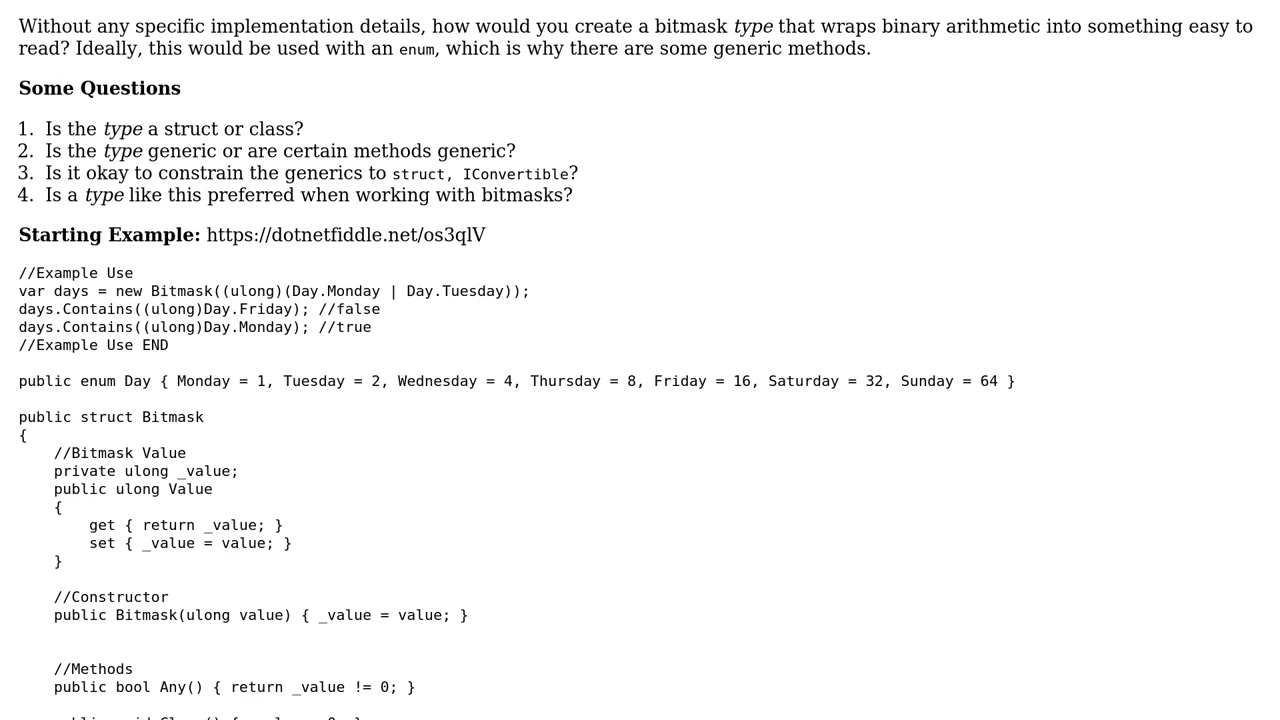 Without any specific implementation details, how would you create a bitmask type that wraps binary arithmetic into something easy to
read? Ideally, this would be used with an enum, which is why there are some generic methods.
Some Questions
1. Is the type a struct or class?
2. Is the type generic or are certain methods generic?
3. Is it okay to constrain the generics to struct, IConvertible?
4. Is a type like this preferred when working with bitmasks?
Starting Example: https://dotnetfiddle.net/os3qlV
//Example Use
var days = new Bitmask((ulong)(Day.Monday | Day.Tuesday));
days.Contains((ulong)Day.Friday); //false
days.Contains((ulong)Day.Monday); //true
//Example Use END
public enum Day { Monday = 1, Tuesday = 2, Wednesday = 4, Thursday = 8, Friday = 16, Saturday = 32, Sunday = 64 }
public struct Bitmask
{
    //Bitmask Value
    private ulong _value;
    public ulong Value
    {
        get { return _value; }
        set { _value = value; }
    }
    //Constructor
    public Bitmask(ulong value) { _value = value; }
    //Methods
    public bool Any() { return _value != 0; }